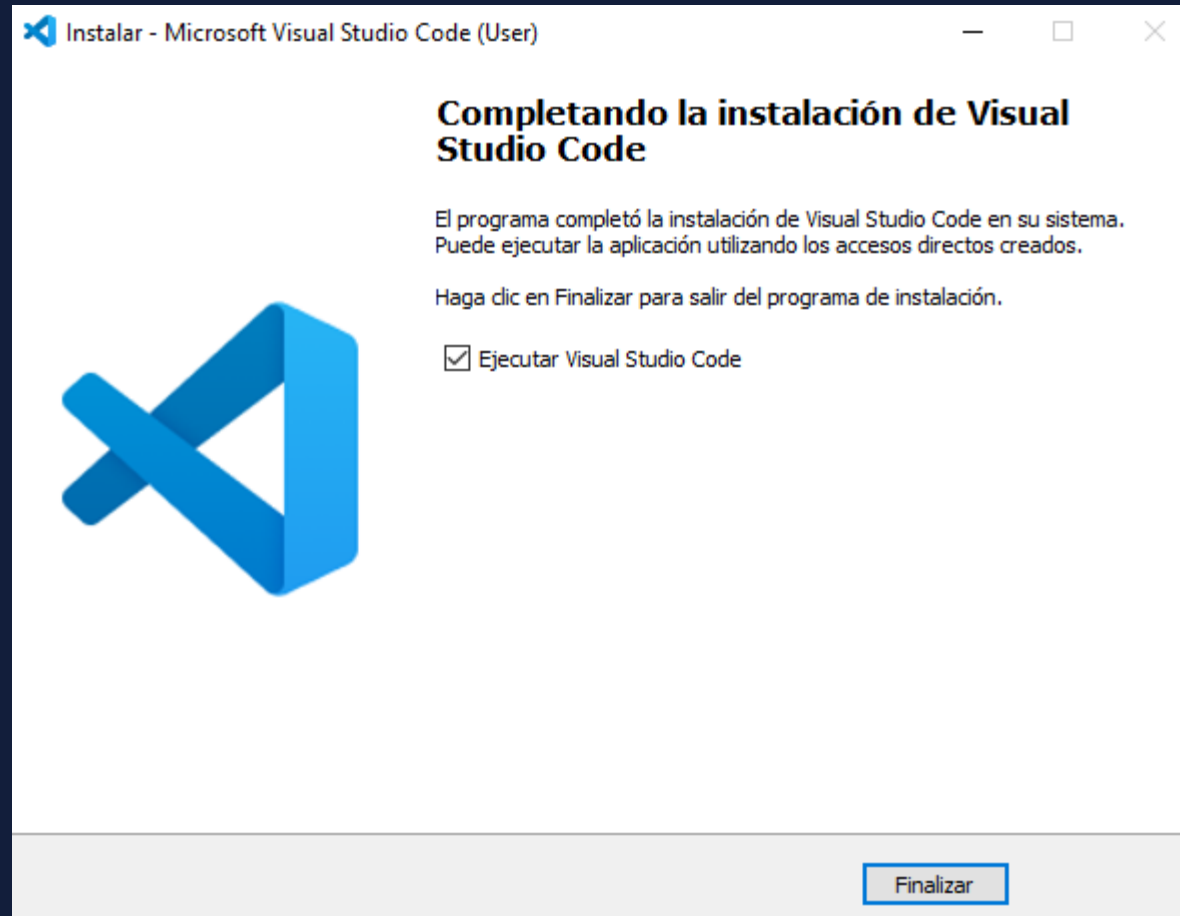 Instalar - Microsoft Visual Studio Code (User)
Completando la instalación de Visual
Studio Code
El programa completó la instalación de Visual Studio Code en su sistema.
Puede ejecutar la aplicación utilizando los accesos directos creados.
Haga clic en Finalizar para salir del programa de instalación.
Ejecutar Visual Studio Code
Finalizar